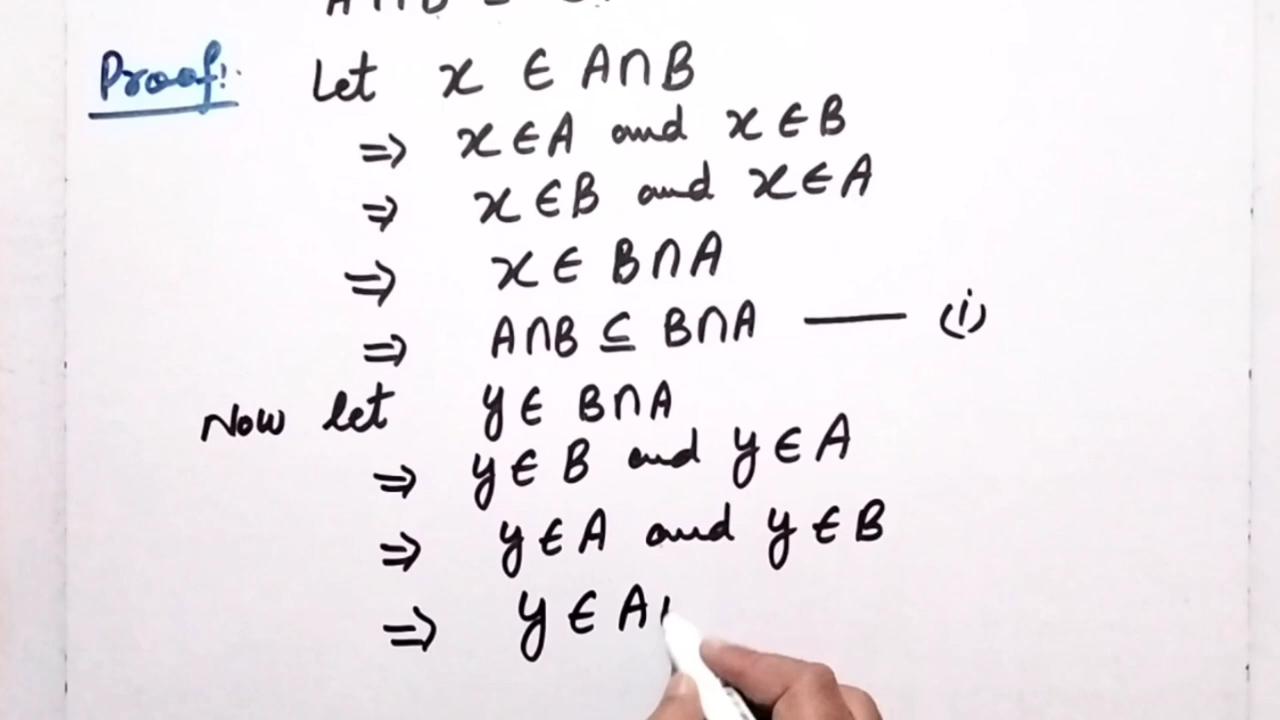 Proof:- Let x ∈ A∩B
⇒ x ∈ A and x ∈ B
⇒ x ∈ B and x ∈ A
⇒ x ∈ B∩A
⇒ A∩B ⊆ B∩A —— (i)
Now let y ∈ B∩A
⇒ y ∈ B and y ∈ A
⇒ y ∈ A and y ∈ B
⇒ y ∈ A